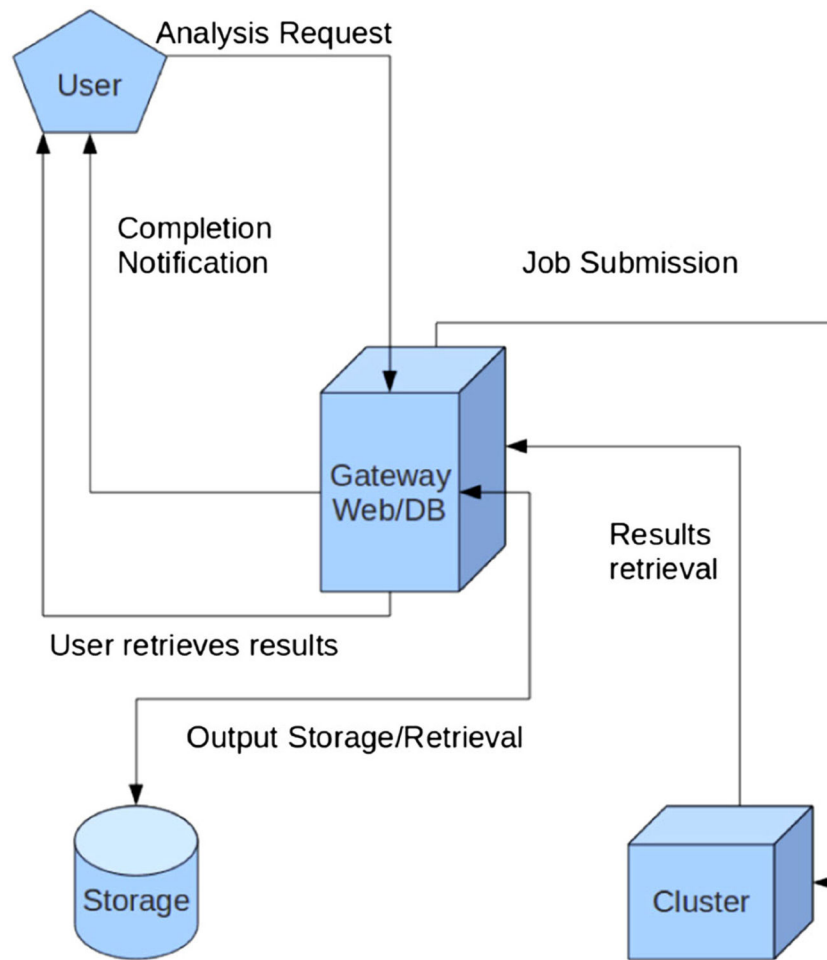 Analysis Request
User
Completion
Notification
Job Submission
Gateway
Web/DB
Results
retrieval
User retrieves results
Output Storage/Retrieval
Storage
Cluster